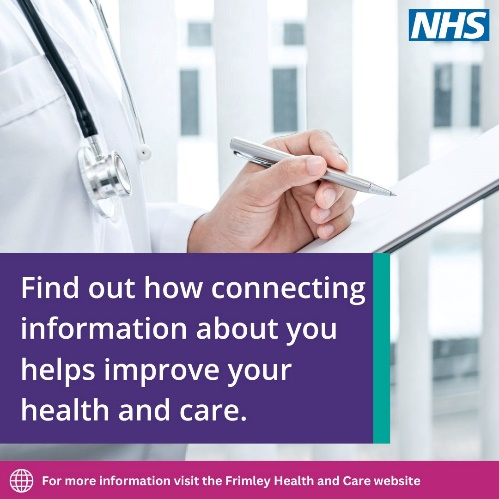 NHS
Find out how connecting
information about you
helps improve your
health and care.
For more information visit the Frimley Health and Care website